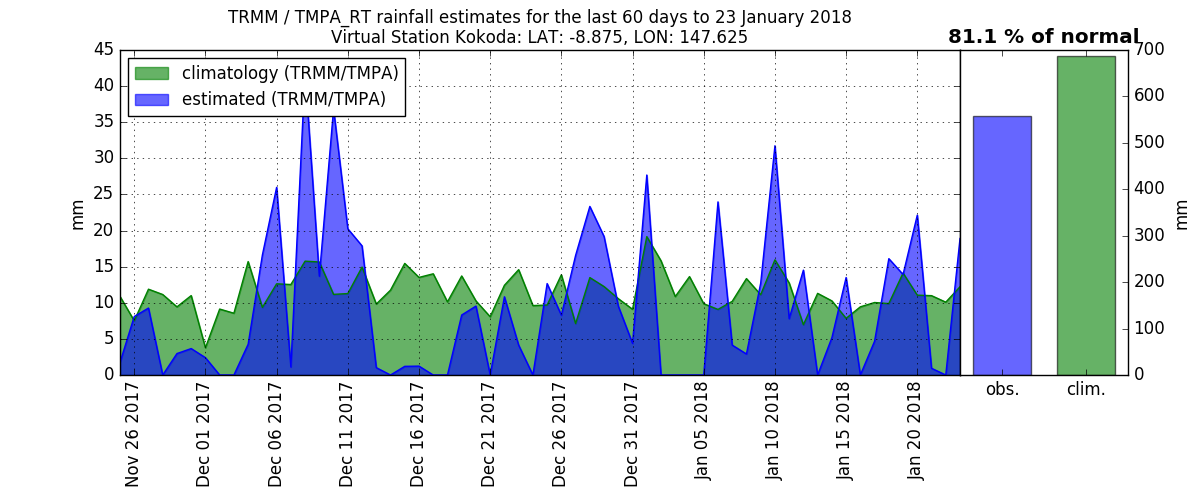 TRMM / TMPA_RT rainfall estimates for the last 60 days to 23 January 2018
Virtual Station Kokoda: LAT: -8.875, LON: 147.625
81.1 % of normal
climatology (TRMM/TMPA)
estimated (TRMM/TMPA)
mm
45
40
35
30
25
20
15
10
5
0
Nov 26 2017
Dec 01 2017
Dec 06 2017
Dec 11 2017
Dec 16 2017
Dec 21 2017
Dec 26 2017
Dec 31 2017
Jan 05 2018
Jan 10 2018
Jan 15 2018
Jan 20 2018
obs.
clim.
700
600
500
400
300
200
100
0
mm